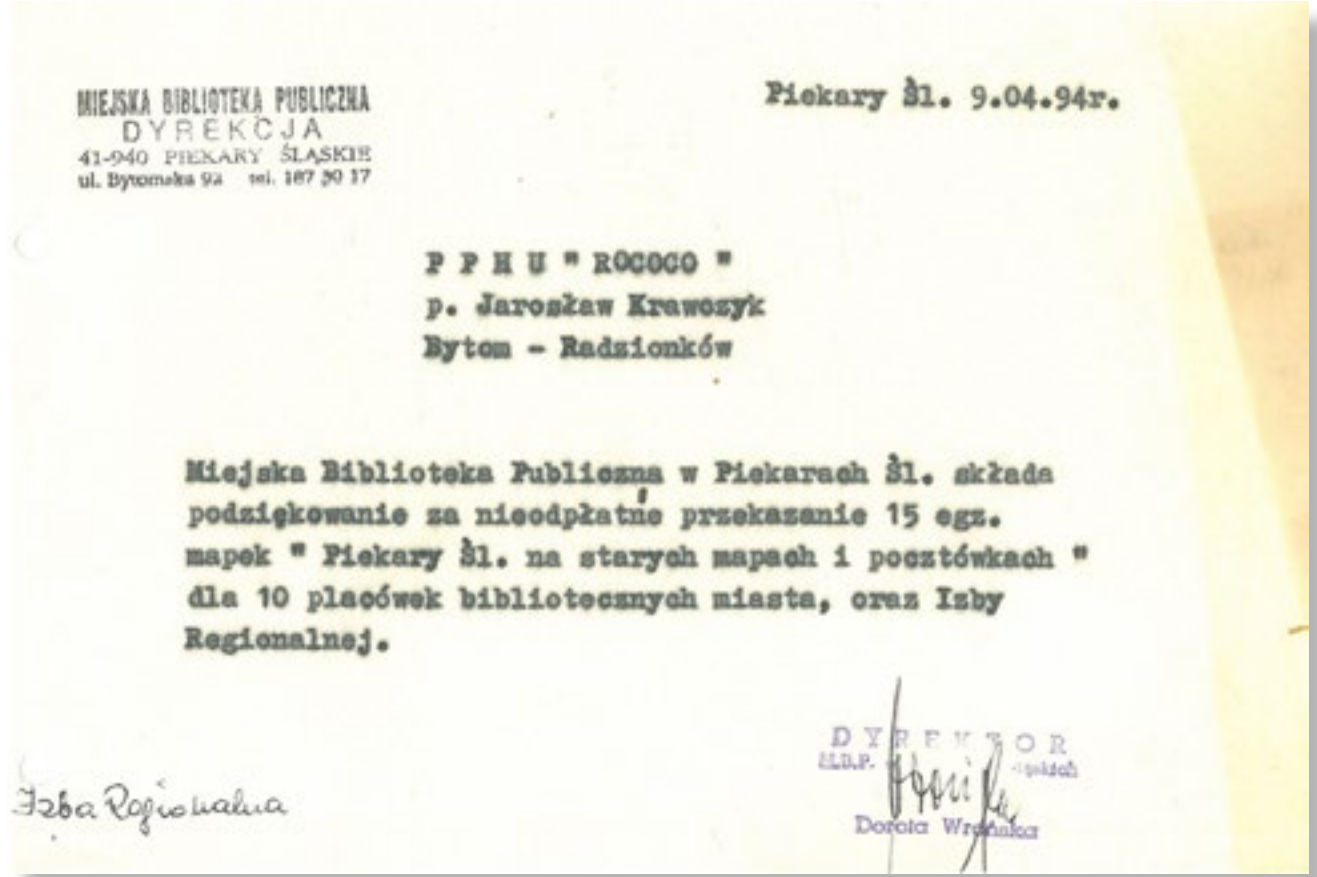 MIEJSKA BIBLIOTEKA PUBLICZNA
DYREKCJA
41-940 PIEKARY ŚLĄSKIE
ul. Bytomska 92 tel. 187 30 17
Piekary Śl. 9.04.94r.
P P H U " ROCOCO "
p. Jarosław Krawczyk
Bytom - Radzionków
Miejska Biblioteka Publiczna w Piekarach Śl. składa
podziękowanie za nieodpłatne przekazanie 15 egz.
mapek " Piekary Śl. na starych mapach i pocztówkach "
dla 10 placówek bibliotecznych miasta, oraz Izby
Regionalnej.
DYREKTOR
M.B.P.
Dorota Wrońska
Izba Regionalna